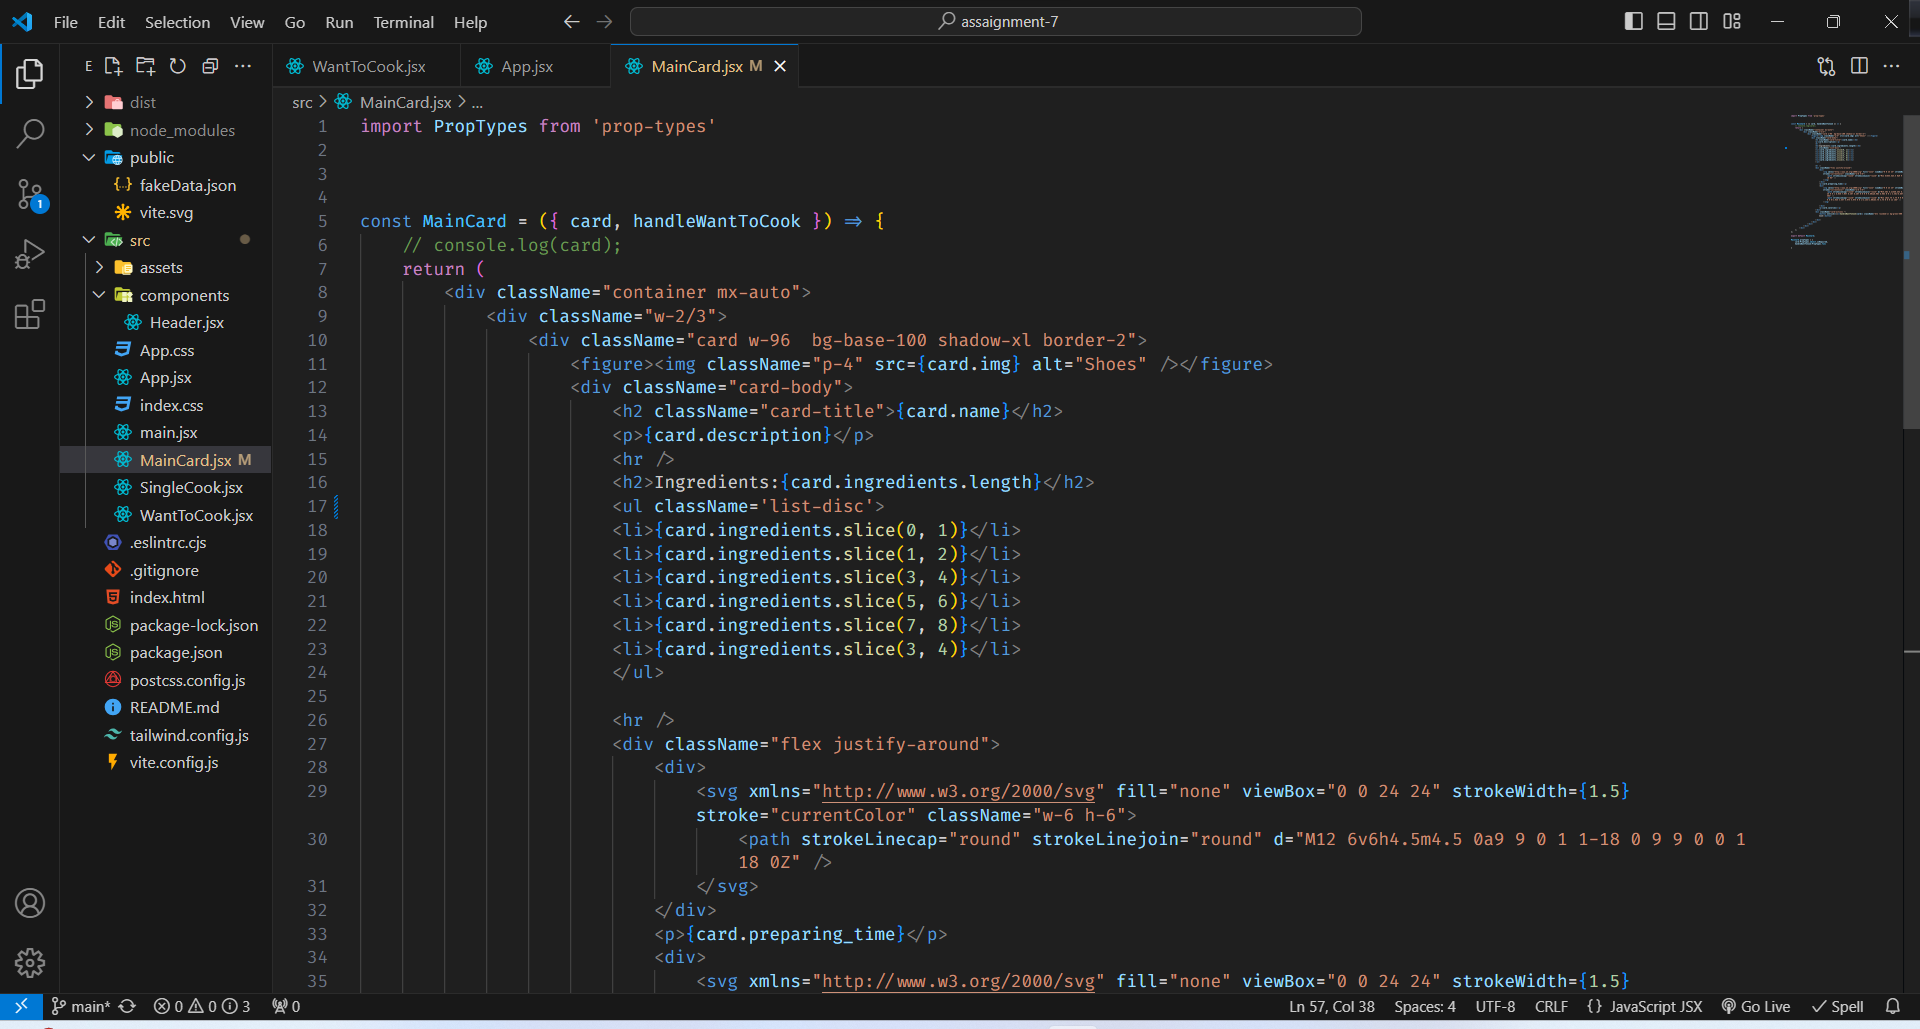 File Edit Selection View Go Run Terminal Help
assaignment-7
E
WantToCook.jsx
App.jsx
MainCard.jsx M
src > MainCard.jsx > ...
dist
node_modules
public
fakeData.json
vite.svg
src
assets
components
Header.jsx
App.css
App.jsx
index.css
main.jsx
MainCard.jsx M
SingleCook.jsx
WantToCook.jsx
.eslintrc.cjs
.gitignore
index.html
package-lock.json
package.json
postcss.config.js
README.md
tailwind.config.js
vite.config.js
1
1 import PropTypes from 'prop-types'
2
3
4
5 const MainCard = ({ card, handleWantToCook }) => {
6 // console.log(card);
7 return (
8 <div className="container mx-auto">
9 <div className="w-2/3">
10 <div className="card w-96  bg-base-100 shadow-xl border-2">
11 <figure><img className="p-4" src={card.img} alt="Shoes" /></figure>
12 <div className="card-body">
13 <h2 className="card-title">{card.name}</h2>
14 <p>{card.description}</p>
15 <hr />
16 <h2>Ingredients:{card.ingredients.length}</h2>
17 <ul className='list-disc'>
18 <li>{card.ingredients.slice(0, 1)}</li>
19 <li>{card.ingredients.slice(1, 2)}</li>
20 <li>{card.ingredients.slice(3, 4)}</li>
21 <li>{card.ingredients.slice(5, 6)}</li>
22 <li>{card.ingredients.slice(7, 8)}</li>
23 <li>{card.ingredients.slice(3, 4)}</li>
24 </ul>
25
26 <hr />
27 <div className="flex justify-around">
28 <div>
29 <svg xmlns="http://www.w3.org/2000/svg" fill="none" viewBox="0 0 24 24" strokeWidth={1.5}
stroke="currentColor" className="w-6 h-6">
30 <path strokeLinecap="round" strokeLinejoin="round" d="M12 6v6h4.5m4.5 0a9 9 0 1 1-18 0 9 9 0 0 1
18 0Z" />
31 </svg>
32 </div>
33 <p>{card.preparing_time}</p>
34 <div>
35 <svg xmlns="http://www.w3.org/2000/svg" fill="none" viewBox="0 0 24 24" strokeWidth={1.5}
main* 0 0 3 0 Ln 57, Col 38 Spaces: 4 UTF-8 CRLF {} JavaScript JSX Go Live Spell